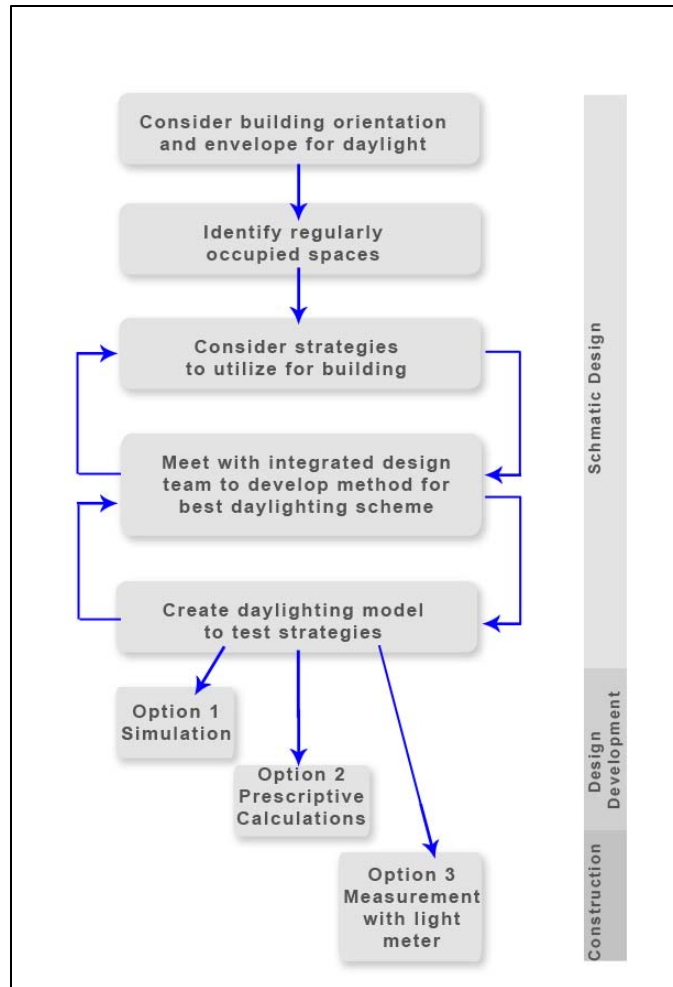 Consider building orientation
and envelope for daylight
Identify regularly
occupied spaces
Consider strategies
to utilize for building
Meet with integrated design
team to develop method for
best daylighting scheme
Create daylighting model
to test strategies
Option 1
Simulation
Option 2
Prescriptive
Calculations
Option 3
Measurement
with light
meter
Schmatic Design
Design
Development
Construction